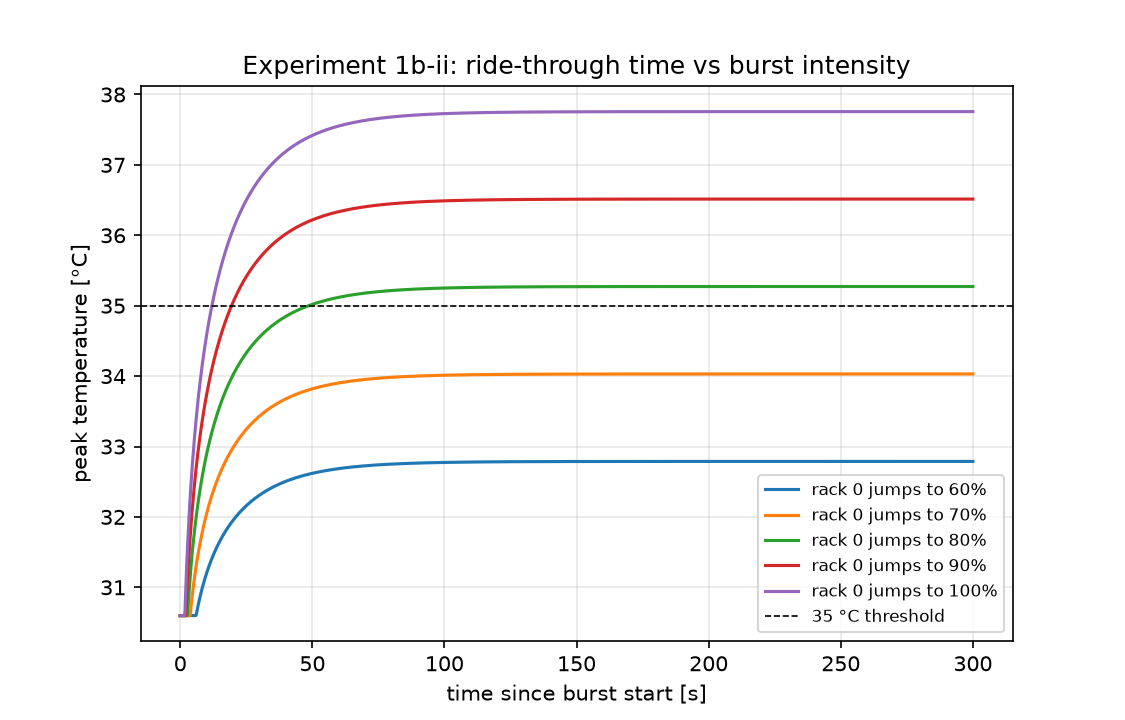 Experiment 1b-ii: ride-through time vs burst intensity
peak temperature [°C]
38
37
36
35
34
33
32
31
rack 0 jumps to 60%
rack 0 jumps to 70%
rack 0 jumps to 80%
rack 0 jumps to 90%
rack 0 jumps to 100%
35 °C threshold
0 50 100 150 200 250 300
time since burst start [s]